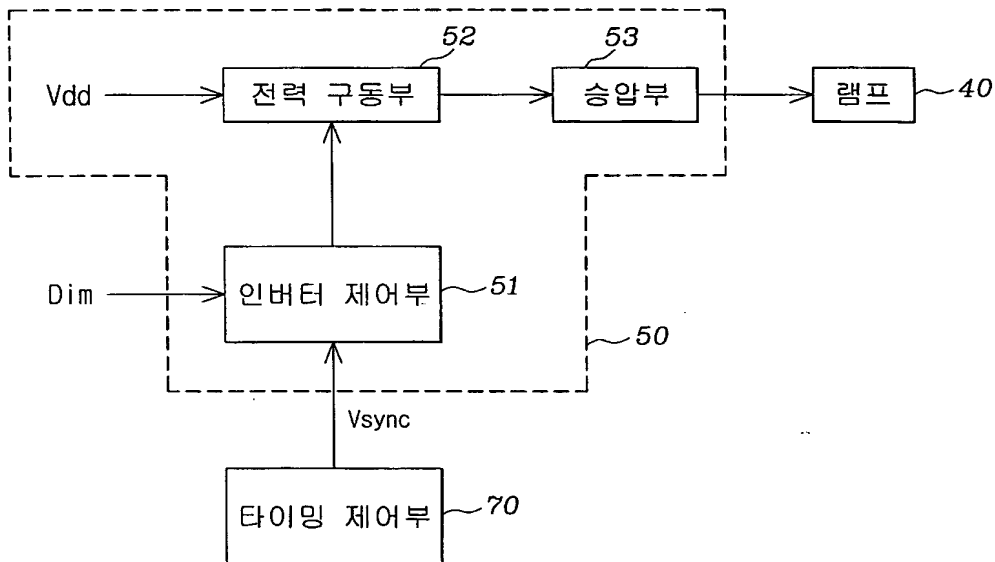 52
53
Vdd
전력 구동부
승압부
램프
40
Dim
인버터 제어부
51
50
Vsync
타이밍 제어부
70